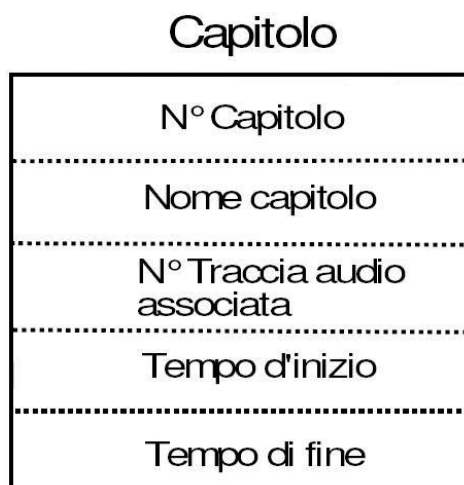 Capitolo
N° Capitolo
Nome capitolo
N° Traccia audio
associata
Tempo d'inizio
Tempo di fine